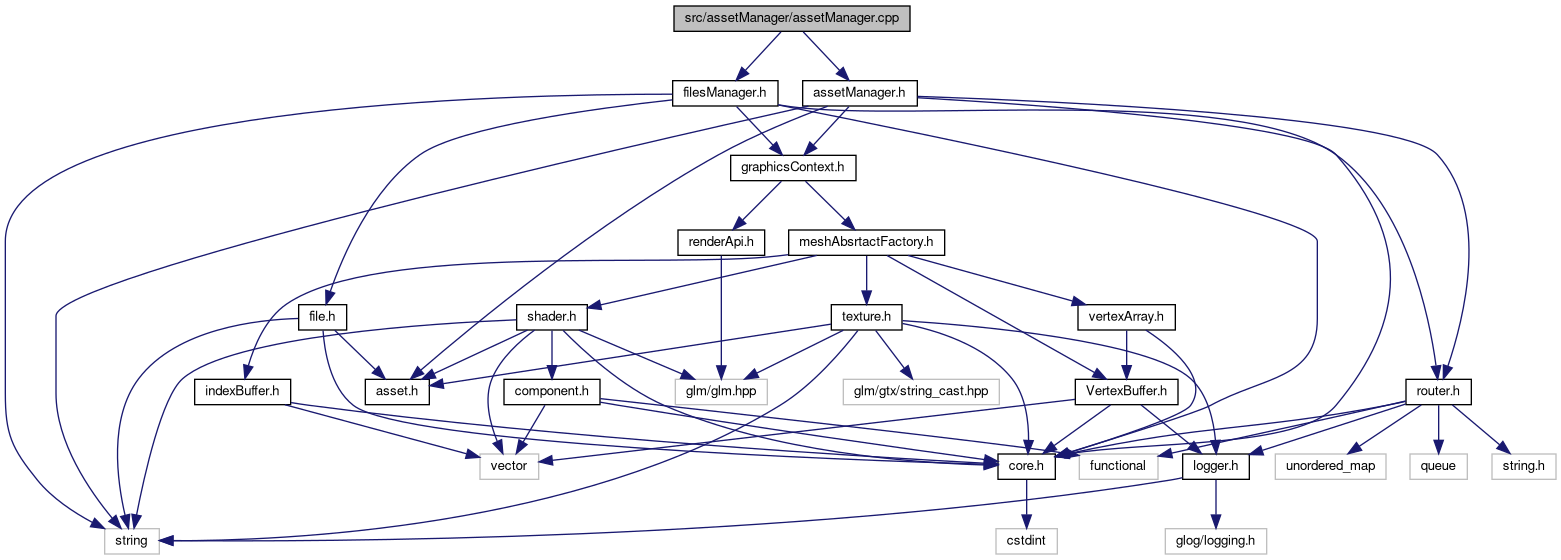 src/assetManager/assetManager.cpp
filesManager.h
assetManager.h
graphicsContext.h
renderApi.h
meshAbsrtactFactory.h
file.h
shader.h
texture.h
vertexArray.h
indexBuffer.h
asset.h
component.h
glm/glm.hpp
glm/gtx/string_cast.hpp
VertexBuffer.h
router.h
vector
core.h
functional
logger.h
unordered_map
queue
string.h
string
cstdint
glog/logging.h